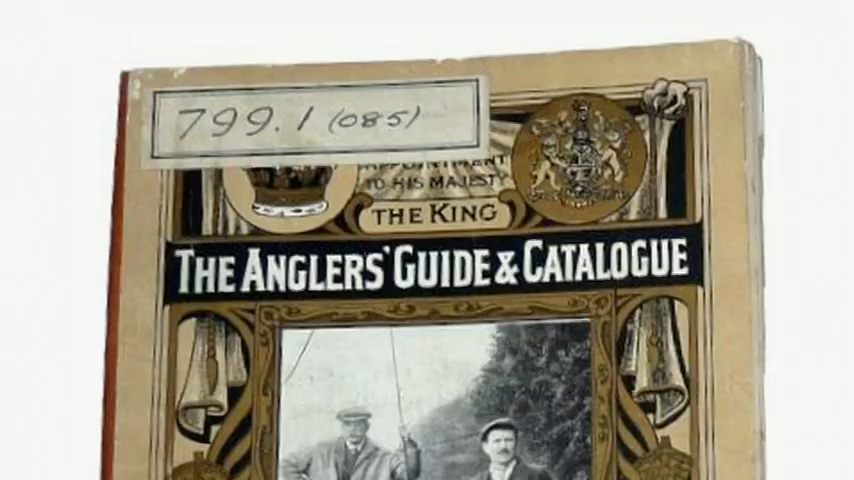 799.1 (085)
APPOINTMENT
TO HIS MAJESTY
THE KING
THE ANGLERS' GUIDE & CATALOGUE